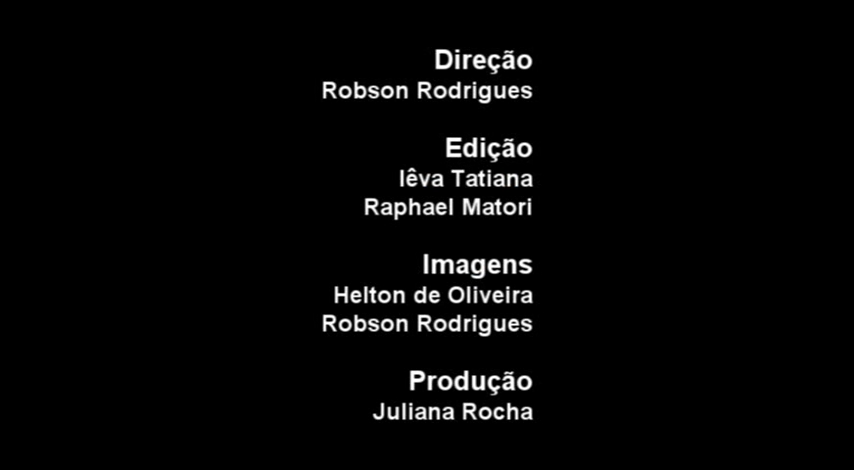 Direção
Robson Rodrigues
Edição
Iêva Tatiana
Raphael Matori
Imagens
Helton de Oliveira
Robson Rodrigues
Produção
Juliana Rocha